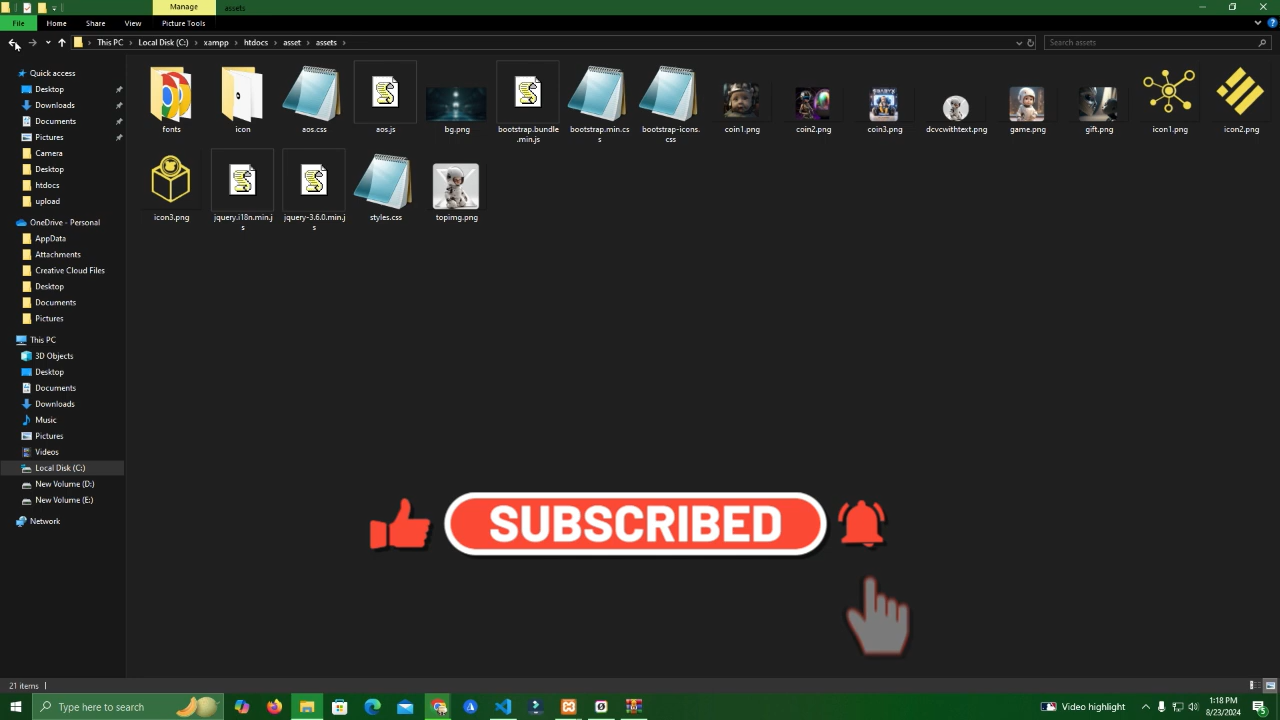 Manage
assets
File
Home
Share
View
Picture Tools
This PC
Local Disk (C:)
xampp
htdocs
asset
assets
Search assets
Quick access
Desktop
Downloads
Documents
Pictures
Camera
Desktop
htdocs
upload
OneDrive - Personal
AppData
Attachments
Creative Cloud Files
Desktop
Documents
Pictures
This PC
3D Objects
Desktop
Documents
Downloads
Music
Pictures
Videos
Local Disk (C:)
New Volume (D:)
New Volume (E:)
Network
fonts
icon
aos.css
aos.js
bg.png
bootstrap.bundle
.min.js
bootstrap.min.cs
s
bootstrap-icons.
css
coin1.png
coin2.png
coin3.png
dcvcwithtext.png
game.png
gift.png
icon1.png
icon2.png
icon3.png
jquery.i18n.min.j
s
jquery-3.6.0.min.j
s
styles.css
topimg.png
SUBSCRIBED
21 items
Type here to search
Video highlight
1:18 PM
8/23/2024